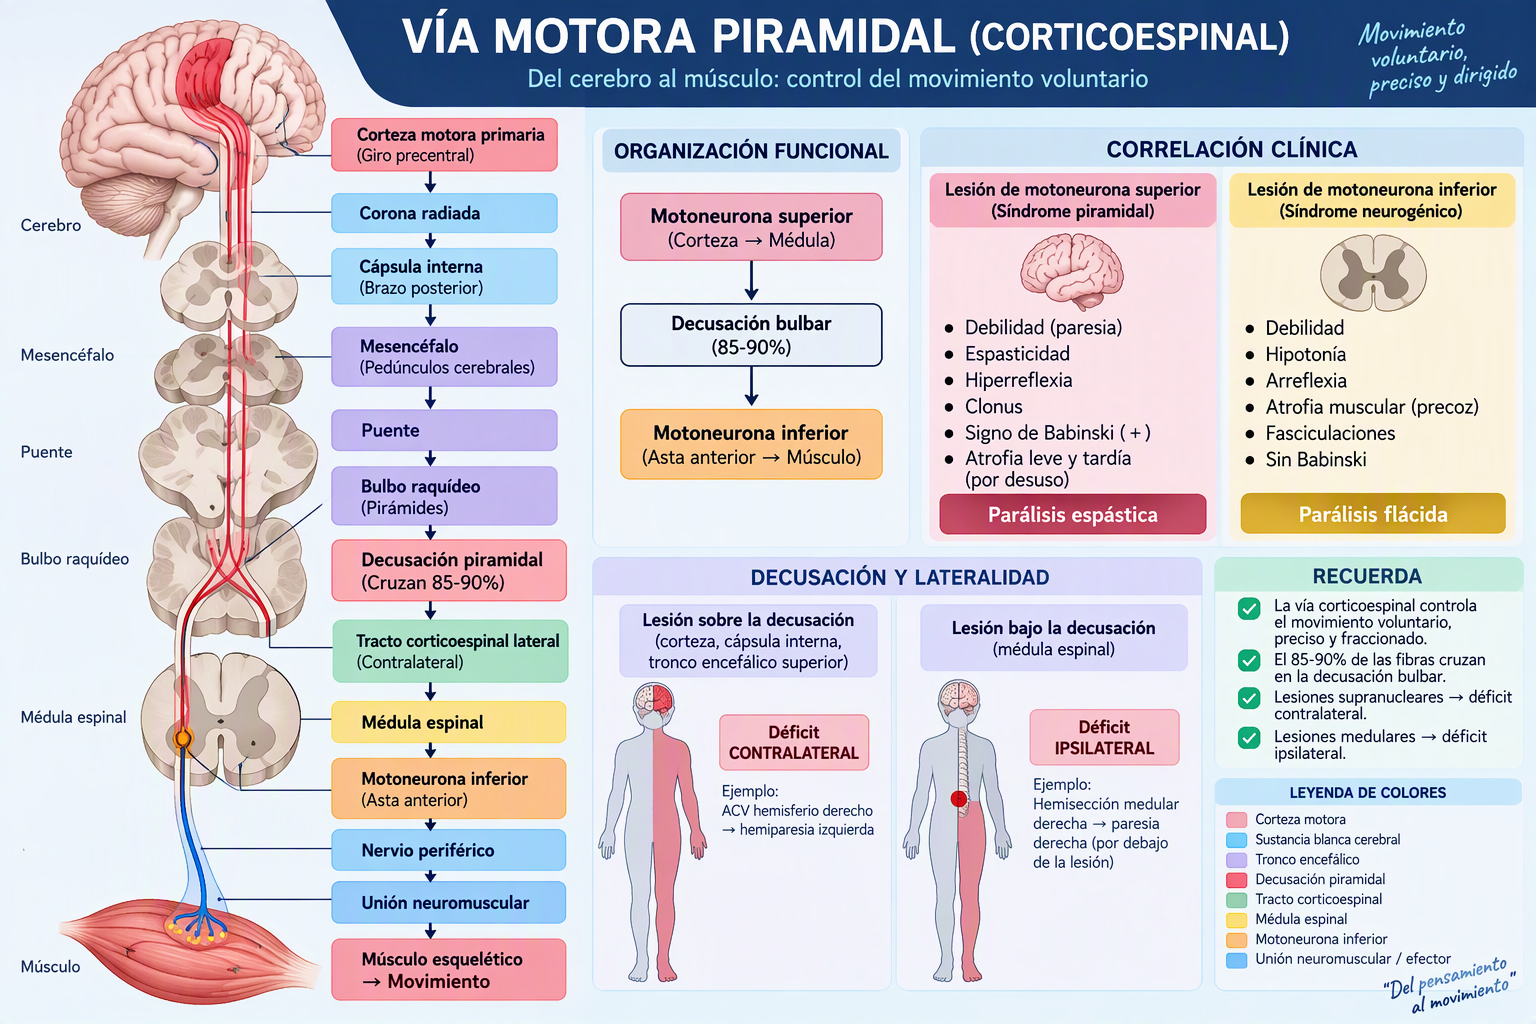 VÍA MOTORA PIRAMIDAL (CORTICOESPINAL)
Del cerebro al músculo: control del movimiento voluntario
Movimiento
voluntario,
preciso y dirigido
Cerebro
Mesencéfalo
Puente
Bulbo raquídeo
Médula espinal
Músculo
Corteza motora primaria
(Giro precentral)
Corona radiada
Cápsula interna
(Brazo posterior)
Mesencéfalo
(Pedúnculos cerebrales)
Puente
Bulbo raquídeo
(Pirámides)
Decusación piramidal
(Cruzan 85-90%)
Tracto corticoespinal lateral
(Contralateral)
Médula espinal
Motoneurona inferior
(Asta anterior)
Nervio periférico
Unión neuromuscular
Músculo esquelético
→ Movimiento
ORGANIZACIÓN FUNCIONAL
Motoneurona superior
(Corteza → Médula)
Decusación bulbar
(85-90%)
Motoneurona inferior
(Asta anterior → Músculo)
CORRELACIÓN CLÍNICA
Lesión de motoneurona superior
(Síndrome piramidal)
• Debilidad (paresia)
• Espasticidad
• Hiperreflexia
• Clonus
• Signo de Babinski (+)
• Atrofia leve y tardía
(por desuso)
Parálisis espástica
Lesión de motoneurona inferior
(Síndrome neurogénico)
• Debilidad
• Hipotonía
• Arreflexia
• Atrofia muscular (precoz)
• Fasciculaciones
• Sin Babinski
Parálisis flácida
DECUSACIÓN Y LATERALIDAD
Lesión sobre la decusación
(corteza, cápsula interna,
tronco encefálico superior)
Déficit
CONTRALATERAL
Ejemplo:
ACV hemisferio derecho
→ hemiparesia izquierda
Lesión bajo la decusación
(médula espinal)
Déficit
IPSILATERAL
Ejemplo:
Hemisección medular
derecha → paresia
derecha (por debajo
de la lesión)
RECUERDA
La vía corticoespinal controla
el movimiento voluntario,
preciso y fraccionado.
El 85-90% de las fibras cruzan
en la decusación bulbar.
Lesiones supranucleares → déficit
contralateral.
Lesiones medulares → déficit
ipsilateral.
LEYENDA DE COLORES
Corteza motora
Sustancia blanca cerebral
Tronco encefálico
Decusación piramidal
Tracto corticoespinal
Médula espinal
Motoneurona inferior
Unión neuromuscular / efector
"Del pensamiento
al movimiento"